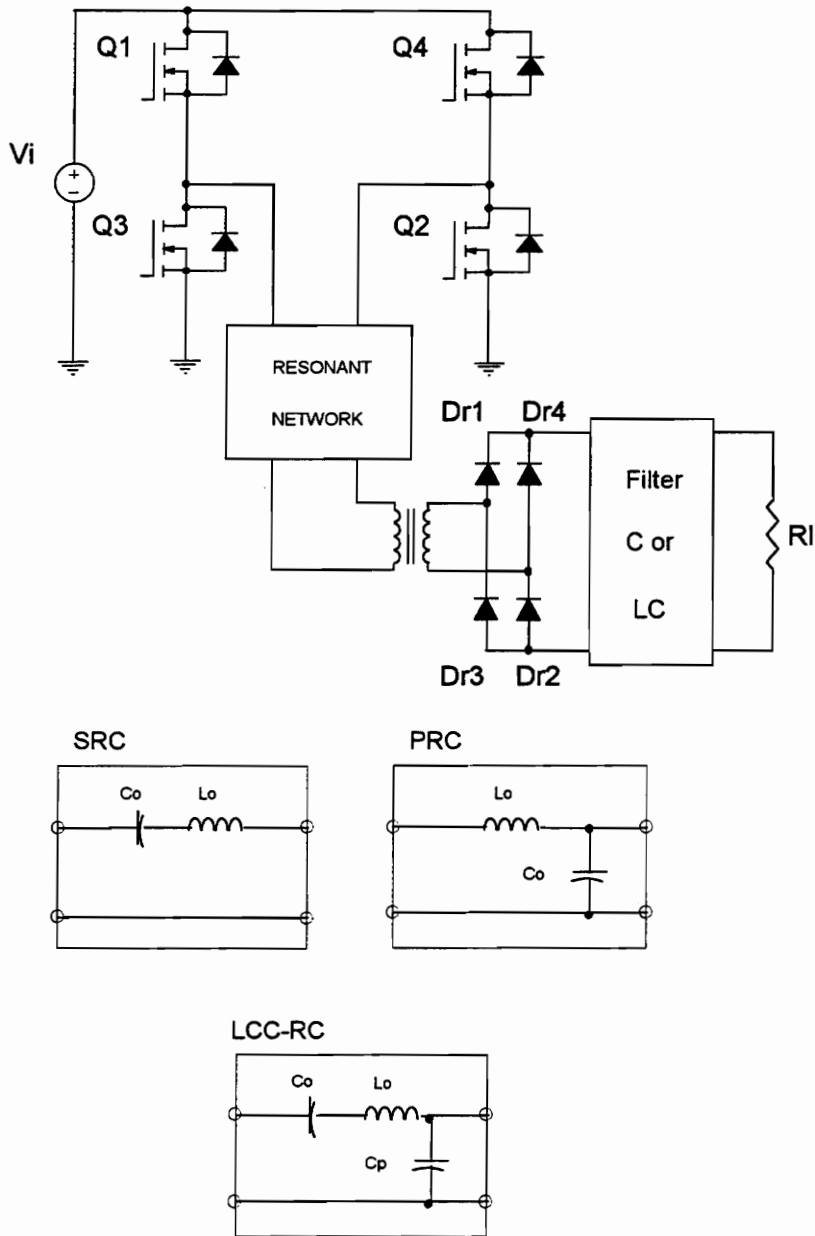 Q1
Q4
Vi
+
−
Q3
Q2
RESONANT
NETWORK
Dr1
Dr4
Filter
C or
LC
Rl
Dr3
Dr2
SRC
PRC
Co
Lo
Lo
Co
LCC-RC
Co
Lo
Cp